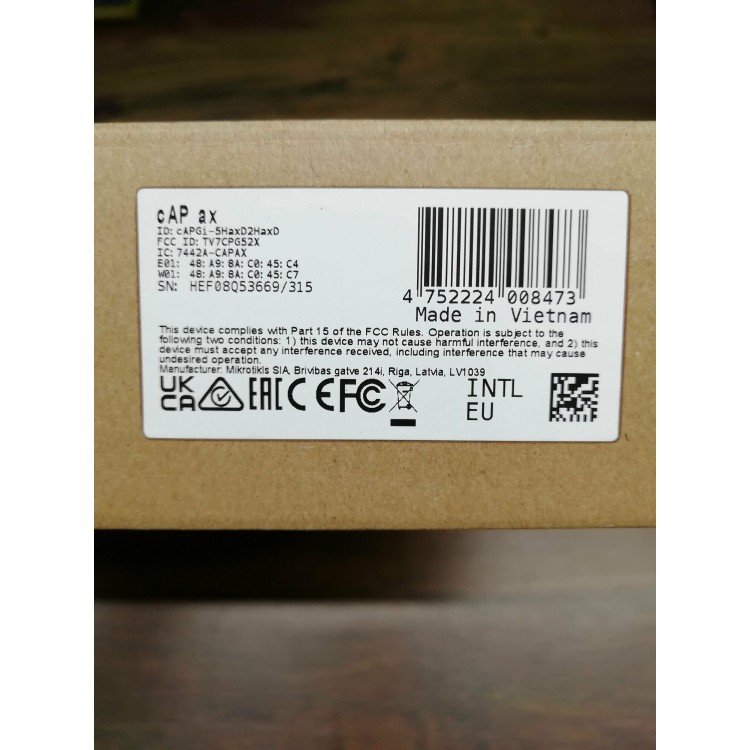 cAP ax
ID: cAPGi-5HaxD2HaxD
FCC ID: TV7CPG52X
IC: 7442A-CAPAX
E01: 48: A9: 8A: C0: 45: C4
W01: 48: A9: 8A: C0: 45: C7
SN: HEF08Q53669/315
4 752224 008473
Made in Vietnam
This device complies with Part 15 of the FCC Rules. Operation is subject to the
following two conditions: 1) this device may not cause harmful interference, and 2) this
device must accept any interference received, including interference that may cause
undesired operation.
Manufacturer: Mikrotikls SIA, Brivibas gatve 214i, Riga, Latvia, LV1039
UK CA EAC CE FC INTL
EU